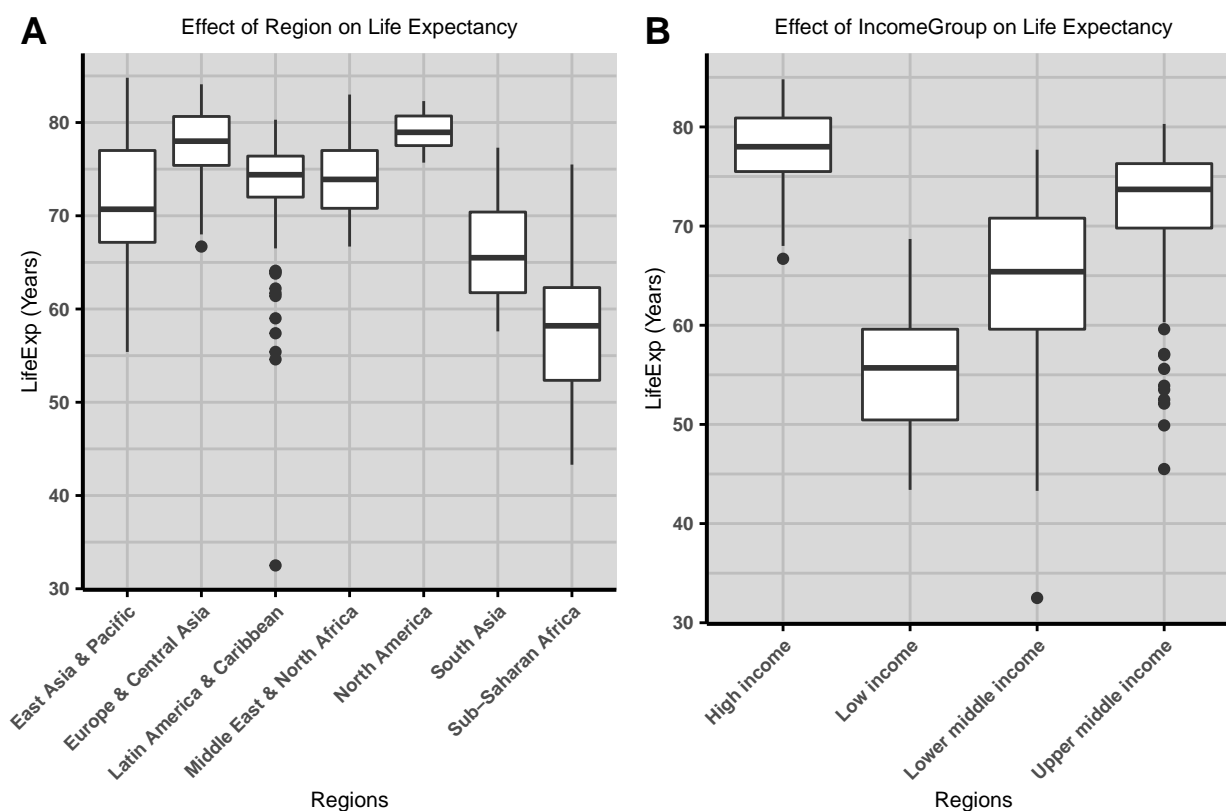 A
Effect of Region on Life Expectancy
LifeExp (Years)
80
70
60
50
40
30
East Asia & Pacific
Europe & Central Asia
Latin America & Caribbean
Middle East & North Africa
North America
South Asia
Sub−Saharan Africa
Regions
B
Effect of IncomeGroup on Life Expectancy
LifeExp (Years)
80
70
60
50
40
30
High income
Low income
Lower middle income
Upper middle income
Regions